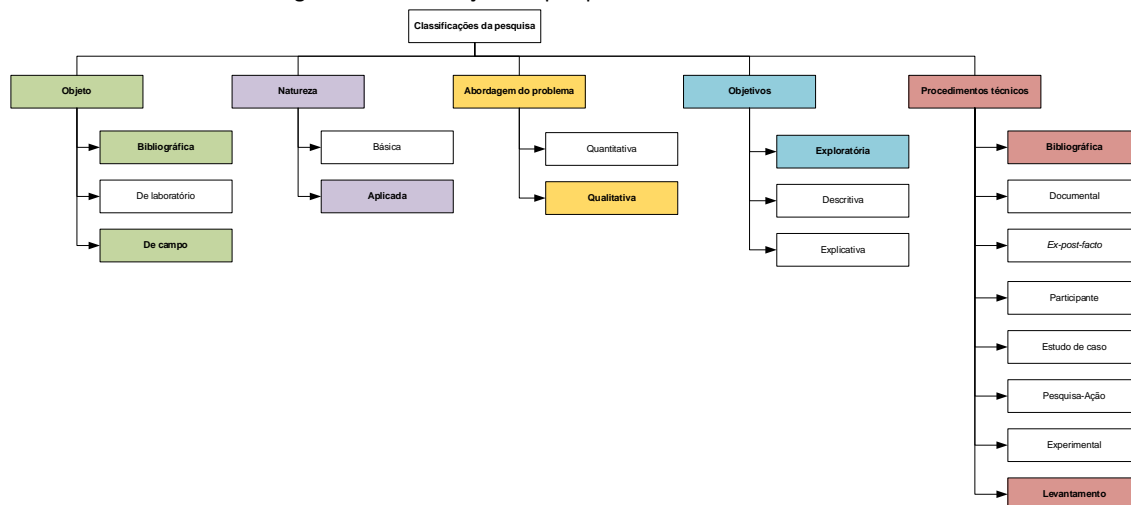 Classificações da pesquisa
Objeto
Natureza
Abordagem do problema
Objetivos
Procedimentos técnicos
Bibliográfica
De laboratório
De campo
Básica
Aplicada
Quantitativa
Qualitativa
Exploratória
Descritiva
Explicativa
Bibliográfica
Documental
Ex-post-facto
Participante
Estudo de caso
Pesquisa-Ação
Experimental
Levantamento